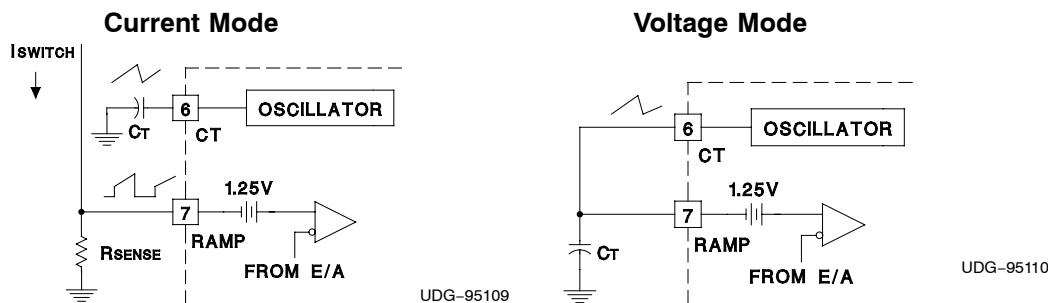 Current Mode
ISWITCH
6
OSCILLATOR
CT
CT
1.25V
7
RAMP
RSENSE
FROM E/A
UDG–95109
Voltage Mode
6
OSCILLATOR
CT
1.25V
7
RAMP
CT
FROM E/A
UDG–95110